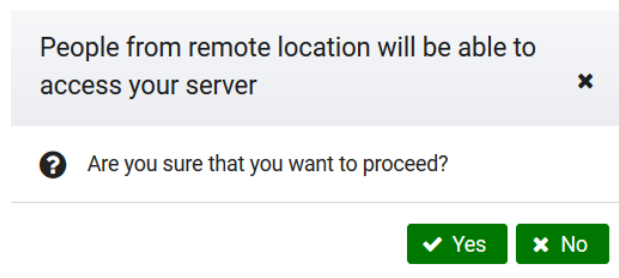 People from remote location will be able to
access your server
Are you sure that you want to proceed?
Yes
No